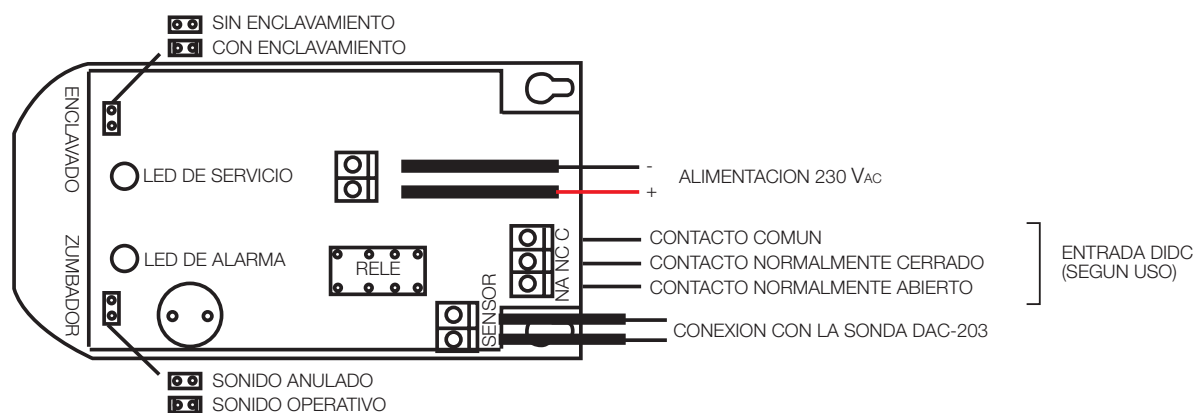 SIN ENCLAVAMIENTO
CON ENCLAVAMIENTO
ENCLAVADO
LED DE SERVICIO
-
ALIMENTACION 230 VAC
+
ZUMBADOR
LED DE ALARMA
RELE
SENSOR
NA NC C
CONTACTO COMUN
CONTACTO NORMALMENTE CERRADO
CONTACTO NORMALMENTE ABIERTO
ENTRADA DIDC
(SEGUN USO)
CONEXION CON LA SONDA DAC-203
SONIDO ANULADO
SONIDO OPERATIVO